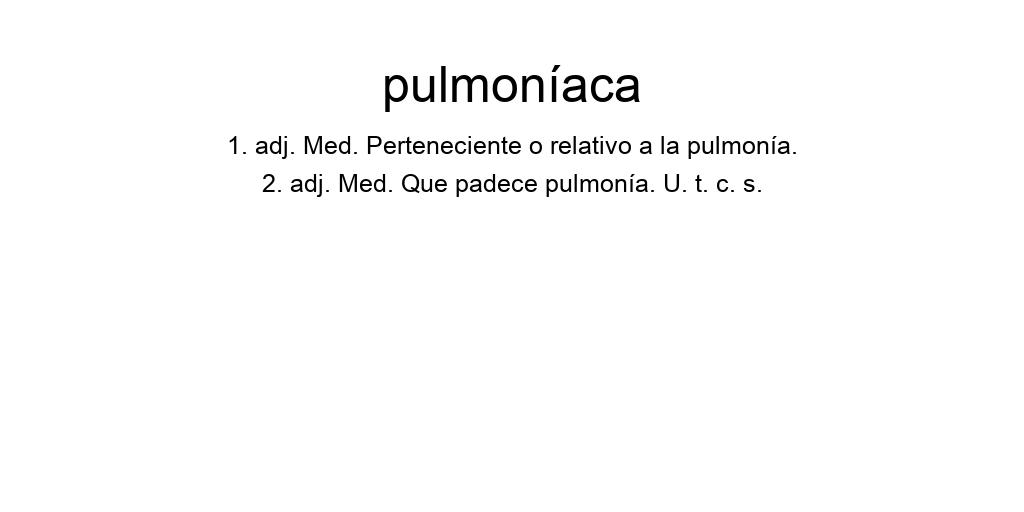 pulmoníaca
1. adj. Med. Perteneciente o relativo a la pulmonía.
2. adj. Med. Que padece pulmonía. U. t. c. s.